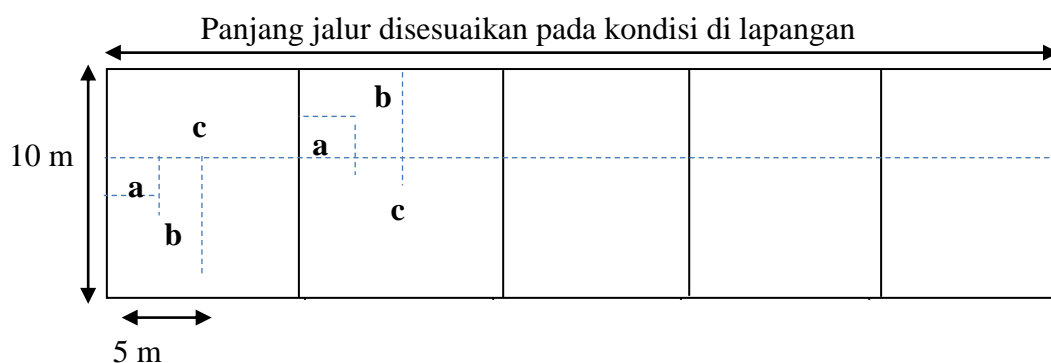 Panjang jalur disesuaikan pada kondisi di lapangan
b
c
a
10 m
a
c
b
5 m